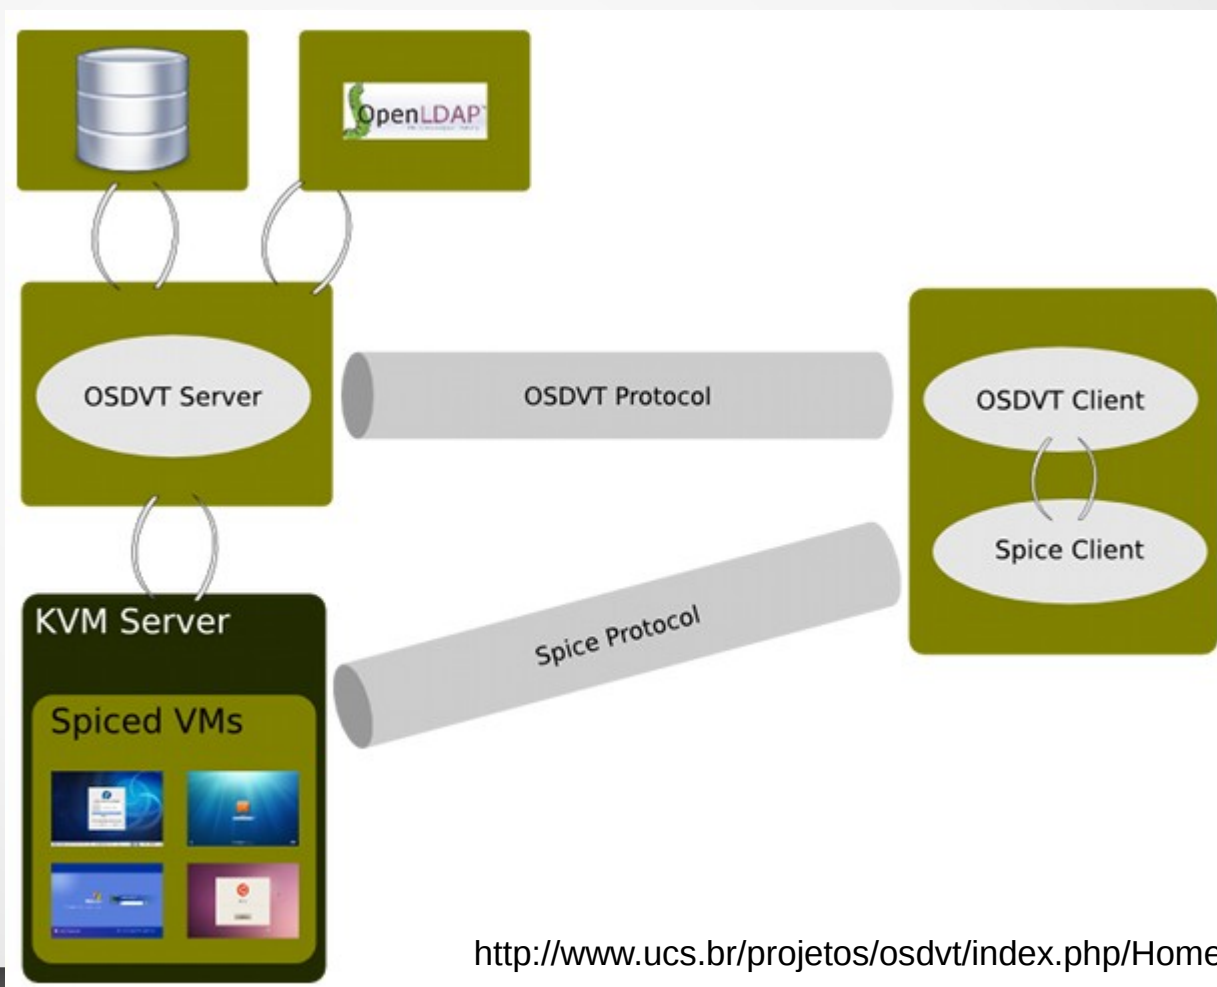 OpenLDAP
OSDVT Server
OSDVT Protocol
OSDVT Client
Spice Client
Spice Protocol
KVM Server
Spiced VMs
http://www.ucs.br/projetos/osdvt/index.php/Home